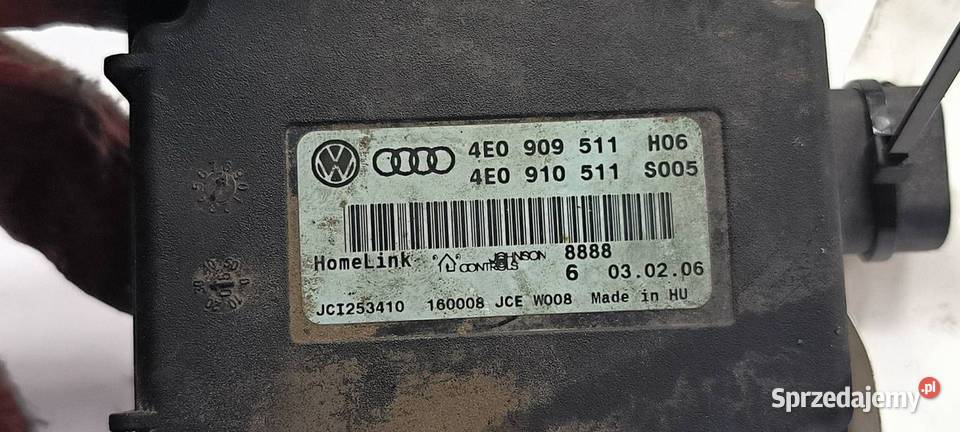 4E0 909 511 H06
4E0 910 511 S005
HomeLink JOHNSON CONTROLS 8888
6 03.02.06
JCI253410 160008 JCE W008 Made in HU
Sprzedajemy.pl